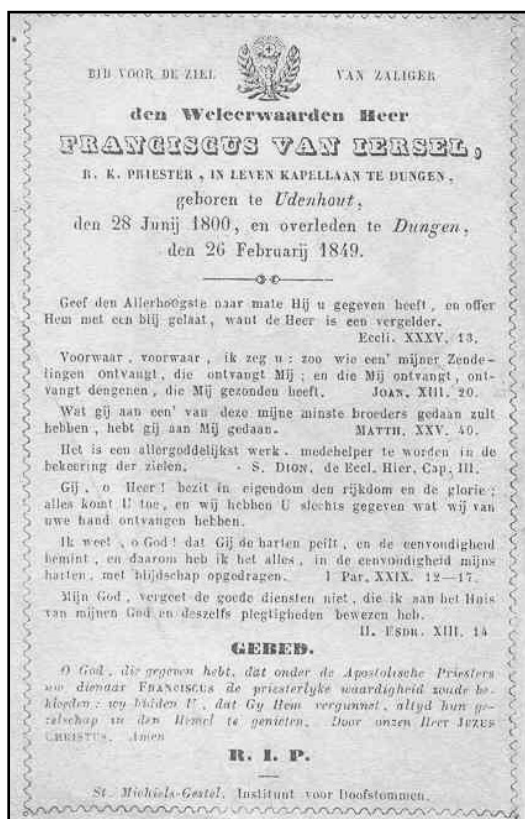 BID VOOR DE ZIEL VAN ZALIGER
den Weleerwaarden Heer
FRANCISCUS VAN IERSEL,
R. K. PRIESTER, IN LEVEN KAPELLAAN TE DUNGEN,
geboren te Udenhout,
den 28 Junij 1800, en overleden te Dungen,
den 26 Februarij 1849.
Geef den Allerhoogste naar mate Hij u gegeven heeft, en offer
Hem met een blij gelaat, want de Heer is een vergelder.
Eccli. XXXV. 13.
Voorwaar, voorwaar, ik zeg u: zoo wie een' mijner Zende-
lingen ontvangt, die ontvangt Mij; en die Mij ontvangt, ont-
vangt dengenen, die Mij gezonden heeft. JOAN. XIII. 20.
Wat gij aan een' van deze mijne minste broeders gedaan zult
hebben, hebt gij aan Mij gedaan. MATTH. XXV. 40.
Het is een allergoddelijkst werk, medehelper te worden in de
bekeering der zielen. S. DION. de Eccl. Hier. Cap. III.
Gij, o Heer! bezit in eigendom den rijkdom en de glorie;
alles komt U toe, en wij hebben U slechts gegeven wat wij van
uwe hand ontvangen hebben.
Ik weet, o God! dat Gij de harten peilt, en de eenvoudigheid
bemint, en daarom heb ik het alles, in de eenvoudigheid mijns
harten, met blijdschap opgedragen. I Par. XXIX. 12—17.
Mijn God, vergeet de goede diensten niet, die ik aan het Huis
van mijnen God en deszelfs plegtigheden bewezen heb.
II. ESDR. XIII. 14
GEBED.
O God, die gegeven hebt, dat onder de Apostolische Priesters
uw dienaar FRANCISCUS de priesterlyke waardigheid zoude be-
kleeden: wy bidden U, dat Gy Hem vergunnet, altyd hun ge-
zelschap in den Hemel te genieten. Door onzen Heer JEZUS
CHRISTUS. Amen
R. I. P.
St. Michiels-Gestel, Instituut voor Doofstommen.